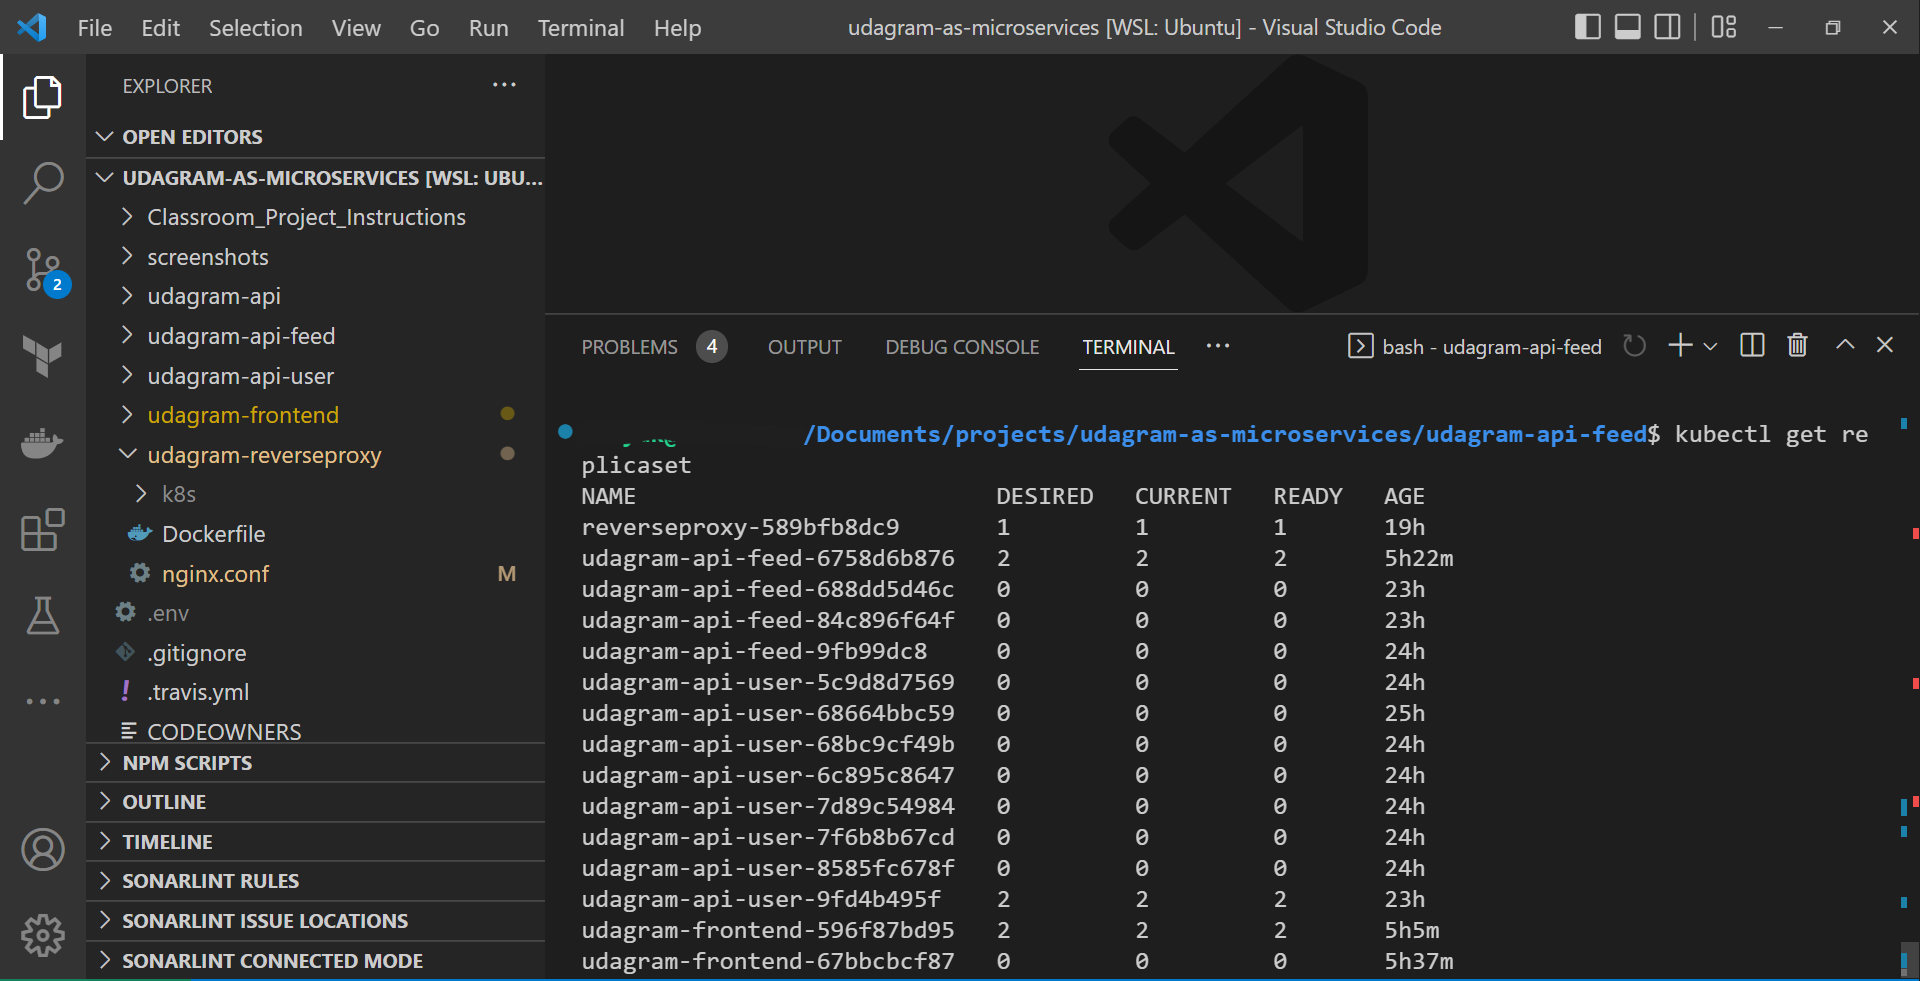 File Edit Selection View Go Run Terminal Help
udagram-as-microservices [WSL: Ubuntu] - Visual Studio Code
EXPLORER
OPEN EDITORS
UDAGRAM-AS-MICROSERVICES [WSL: UBU...
Classroom_Project_Instructions
screenshots
udagram-api
udagram-api-feed
udagram-api-user
udagram-frontend
udagram-reverseproxy
k8s
Dockerfile
nginx.conf M
.env
.gitignore
! .travis.yml
CODEOWNERS
NPM SCRIPTS
OUTLINE
TIMELINE
SONARLINT RULES
SONARLINT ISSUE LOCATIONS
SONARLINT CONNECTED MODE
2
PROBLEMS 4 OUTPUT DEBUG CONSOLE TERMINAL ... bash - udagram-api-feed
/Documents/projects/udagram-as-microservices/udagram-api-feed$ kubectl get re
plicaset
NAME DESIRED CURRENT READY AGE
reverseproxy-589bfb8dc9 1 1 1 19h
udagram-api-feed-6758d6b876 2 2 2 5h22m
udagram-api-feed-688dd5d46c 0 0 0 23h
udagram-api-feed-84c896f64f 0 0 0 23h
udagram-api-feed-9fb99dc8 0 0 0 24h
udagram-api-user-5c9d8d7569 0 0 0 24h
udagram-api-user-68664bbc59 0 0 0 25h
udagram-api-user-68bc9cf49b 0 0 0 24h
udagram-api-user-6c895c8647 0 0 0 24h
udagram-api-user-7d89c54984 0 0 0 24h
udagram-api-user-7f6b8b67cd 0 0 0 24h
udagram-api-user-8585fc678f 0 0 0 24h
udagram-api-user-9fd4b495f 2 2 2 23h
udagram-frontend-596f87bd95 2 2 2 5h5m
udagram-frontend-67bbcbcf87 0 0 0 5h37m